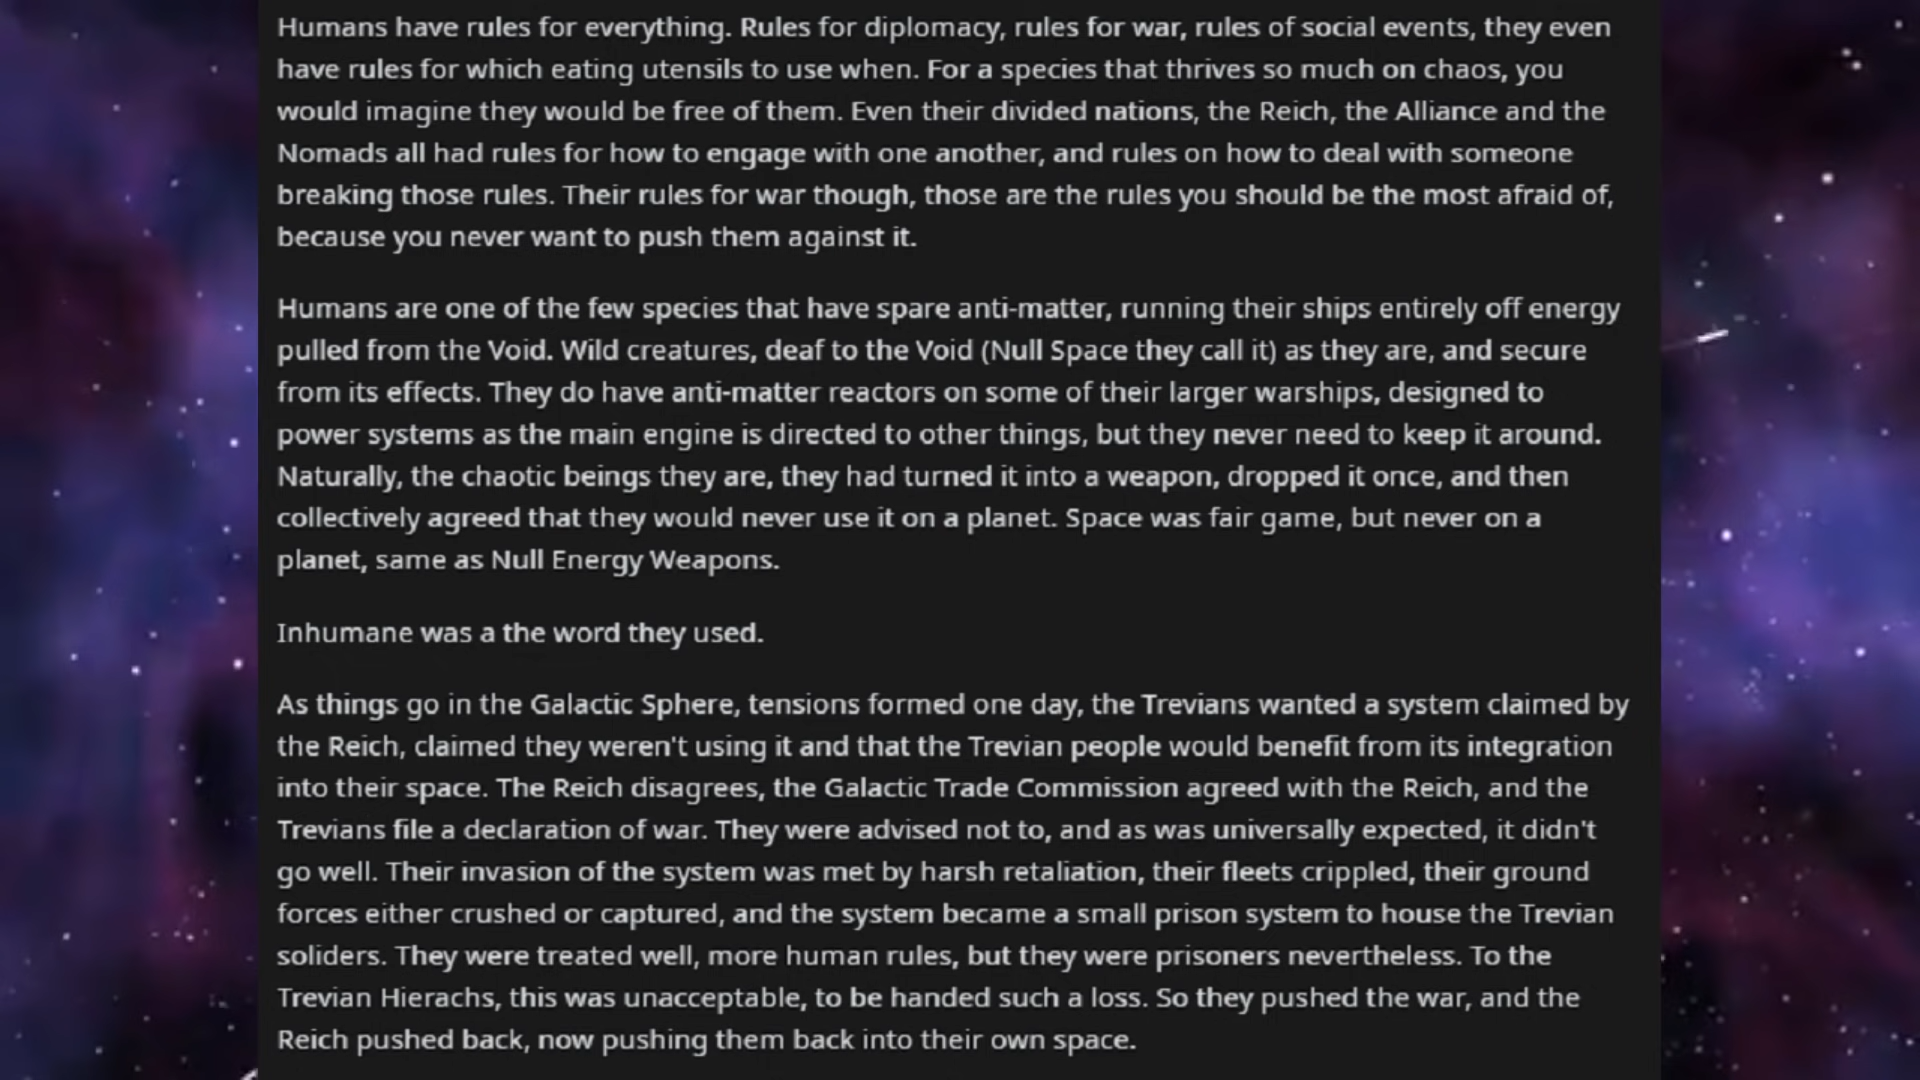 Humans have rules for everything. Rules for diplomacy, rules for war, rules of social events, they even
have rules for which eating utensils to use when. For a species that thrives so much on chaos, you
would imagine they would be free of them. Even their divided nations, the Reich, the Alliance and the
Nomads all had rules for how to engage with one another, and rules on how to deal with someone
breaking those rules. Their rules for war though, those are the rules you should be the most afraid of,
because you never want to push them against it.
Humans are one of the few species that have spare anti-matter, running their ships entirely off energy
pulled from the Void. Wild creatures, deaf to the Void (Null Space they call it) as they are, and secure
from its effects. They do have anti-matter reactors on some of their larger warships, designed to
power systems as the main engine is directed to other things, but they never need to keep it around.
Naturally, the chaotic beings they are, they had turned it into a weapon, dropped it once, and then
collectively agreed that they would never use it on a planet. Space was fair game, but never on a
planet, same as Null Energy Weapons.
Inhumane was a the word they used.
As things go in the Galactic Sphere, tensions formed one day, the Trevians wanted a system claimed by
the Reich, claimed they weren't using it and that the Trevian people would benefit from its integration
into their space. The Reich disagrees, the Galactic Trade Commission agreed with the Reich, and the
Trevians file a declaration of war. They were advised not to, and as was universally expected, it didn't
go well. Their invasion of the system was met by harsh retaliation, their fleets crippled, their ground
forces either crushed or captured, and the system became a small prison system to house the Trevian
soliders. They were treated well, more human rules, but they were prisoners nevertheless. To the
Trevian Hierachs, this was unacceptable, to be handed such a loss. So they pushed the war, and the
Reich pushed back, now pushing them back into their own space.